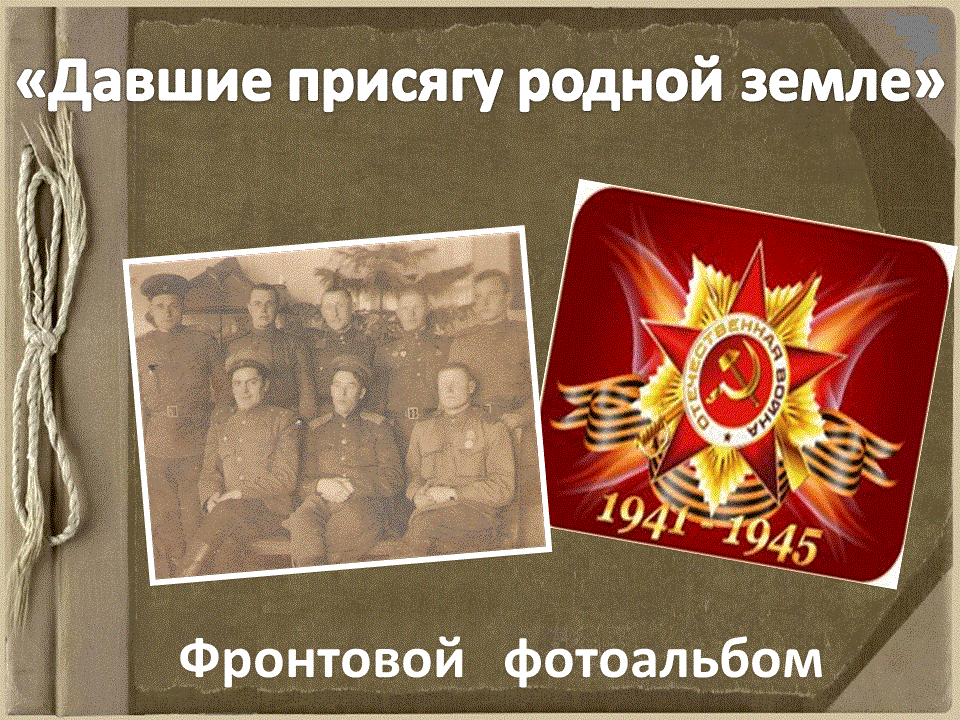 «Давшие присягу родной земле»
ОТЕЧЕСТВЕННАЯ ВОЙНА
1941 - 1945
Фронтовой фотоальбом